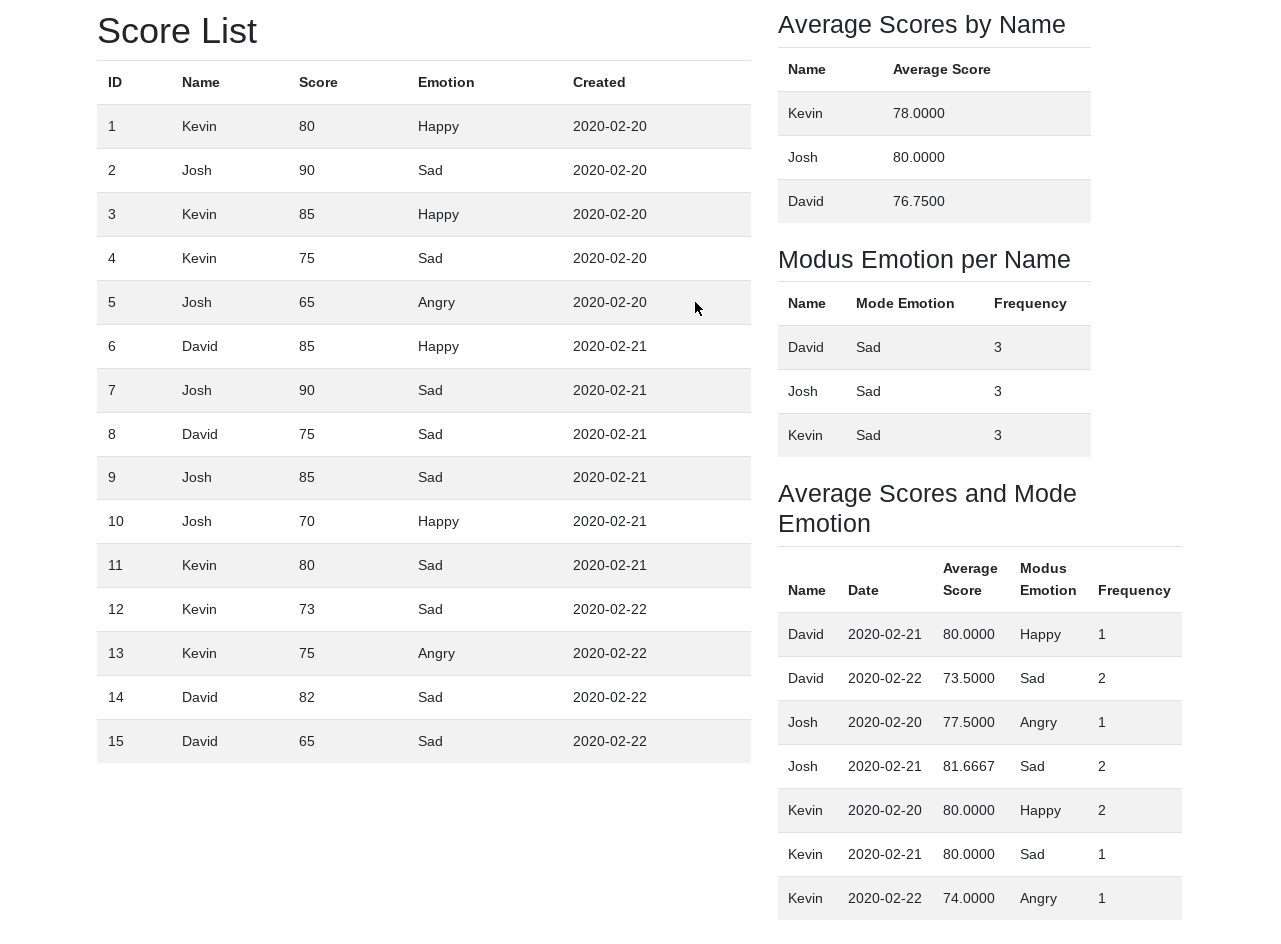 Score List
ID Name Score Emotion Created
1 Kevin 80 Happy 2020-02-20
2 Josh 90 Sad 2020-02-20
3 Kevin 85 Happy 2020-02-20
4 Kevin 75 Sad 2020-02-20
5 Josh 65 Angry 2020-02-20
6 David 85 Happy 2020-02-21
7 Josh 90 Sad 2020-02-21
8 David 75 Sad 2020-02-21
9 Josh 85 Sad 2020-02-21
10 Josh 70 Happy 2020-02-21
11 Kevin 80 Sad 2020-02-21
12 Kevin 73 Sad 2020-02-22
13 Kevin 75 Angry 2020-02-22
14 David 82 Sad 2020-02-22
15 David 65 Sad 2020-02-22
Average Scores by Name
Name Average Score
Kevin 78.0000
Josh 80.0000
David 76.7500
Modus Emotion per Name
Name Mode Emotion Frequency
David Sad 3
Josh Sad 3
Kevin Sad 3
Average Scores and Mode
Emotion
Average Modus
Name Date Score Emotion Frequency
David 2020-02-21 80.0000 Happy 1
David 2020-02-22 73.5000 Sad 2
Josh 2020-02-20 77.5000 Angry 1
Josh 2020-02-21 81.6667 Sad 2
Kevin 2020-02-20 80.0000 Happy 2
Kevin 2020-02-21 80.0000 Sad 1
Kevin 2020-02-22 74.0000 Angry 1